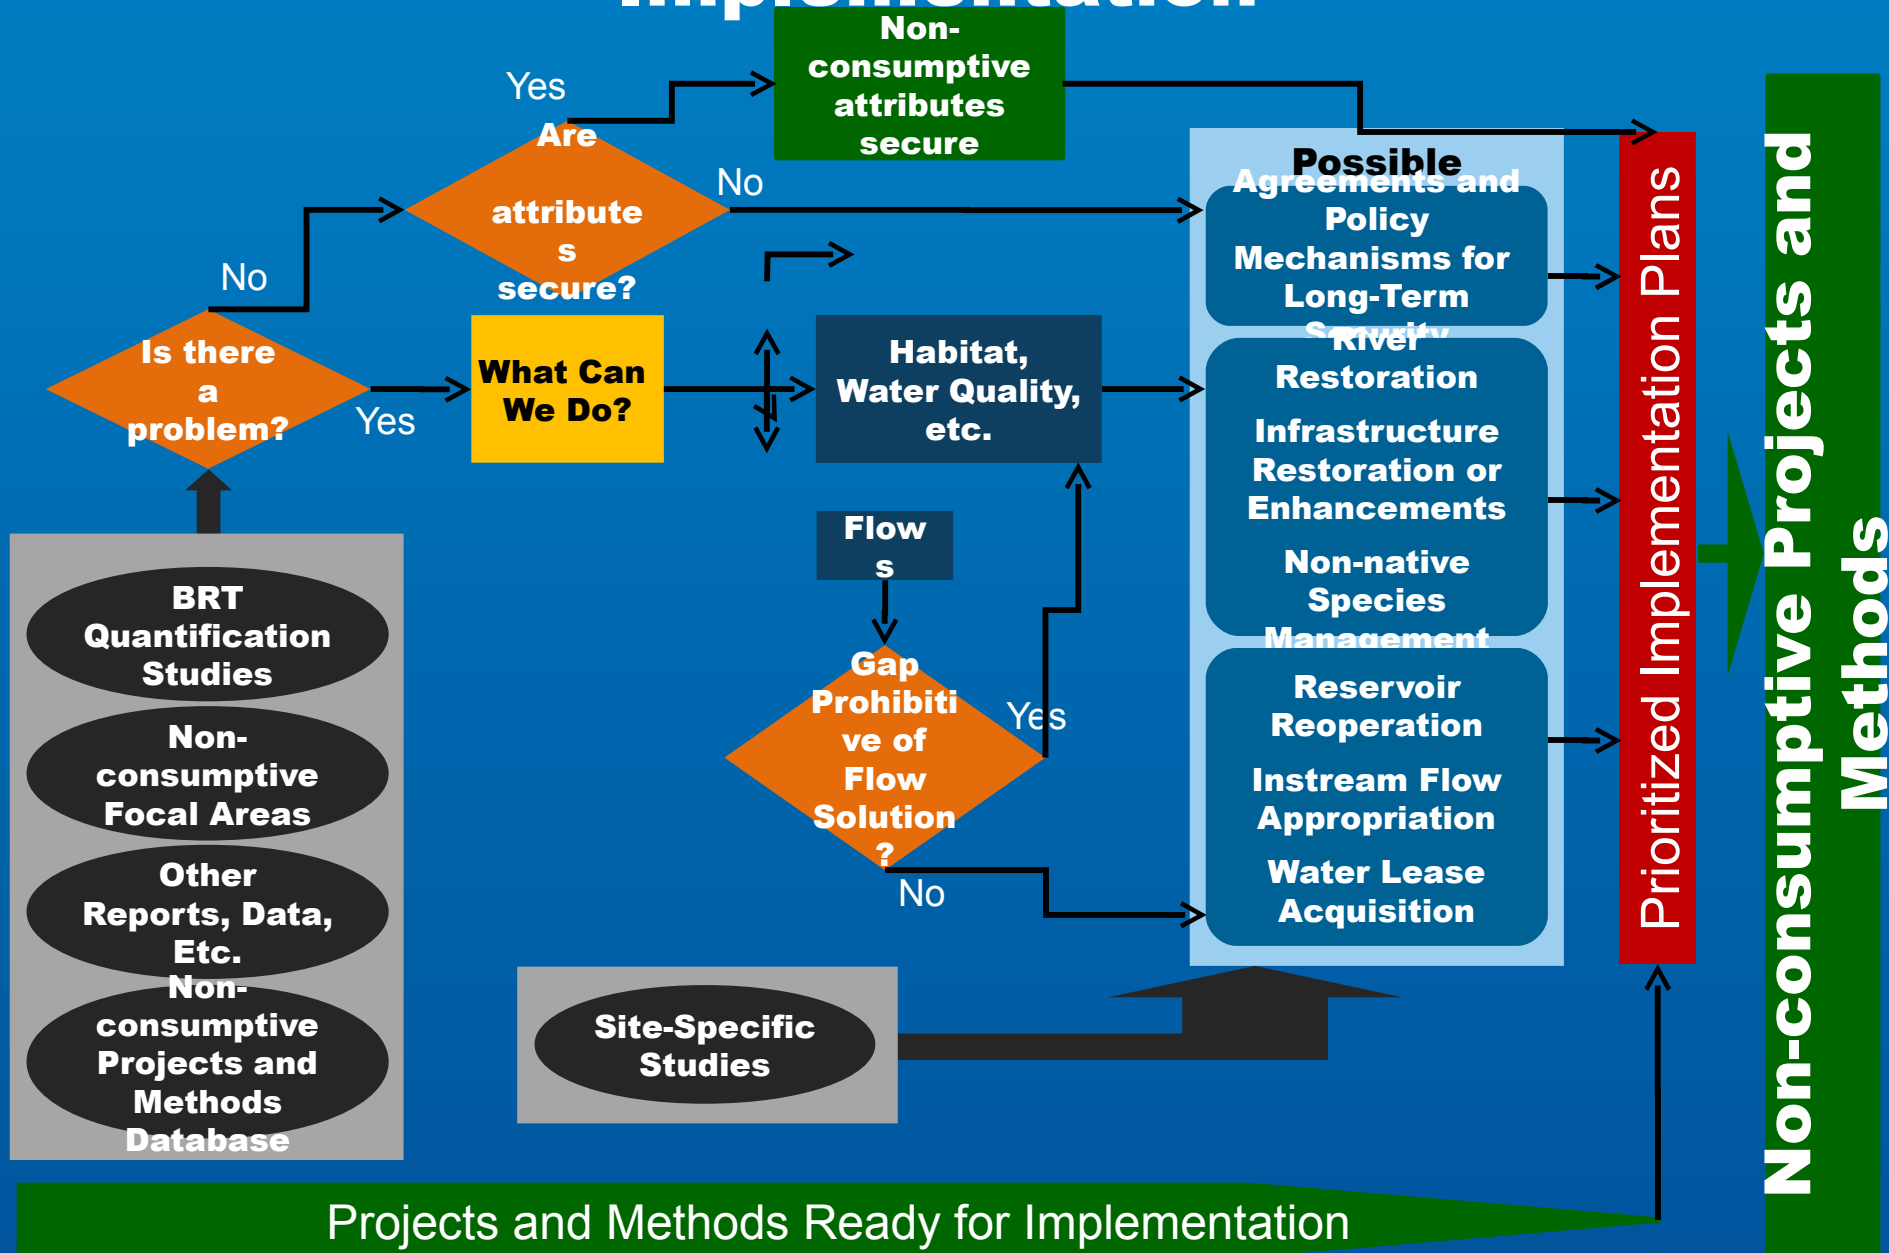 Implementation
Non-
consumptive
attributes
secure
Yes
Are
attribute
s
secure?
No
No
Is there
a
problem?
Yes
What Can
We Do?
Habitat,
Water Quality,
etc.
Flow
s
Gap
Prohibiti
ve of
Flow
Solution
?
Yes
No
BRT
Quantification
Studies
Non-
consumptive
Focal Areas
Other
Reports, Data,
Etc.
Non-
consumptive
Projects and
Methods
Database
Site-Specific
Studies
Possible
Agreements and
Policy
Mechanisms for
Long-Term
Security
River
Restoration
Infrastructure
Restoration or
Enhancements
Non-native
Species
Management
Reservoir
Reoperation
Instream Flow
Appropriation
Water Lease
Acquisition
Prioritized Implementation Plans
Non-consumptive Projects and
Methods
Projects and Methods Ready for Implementation